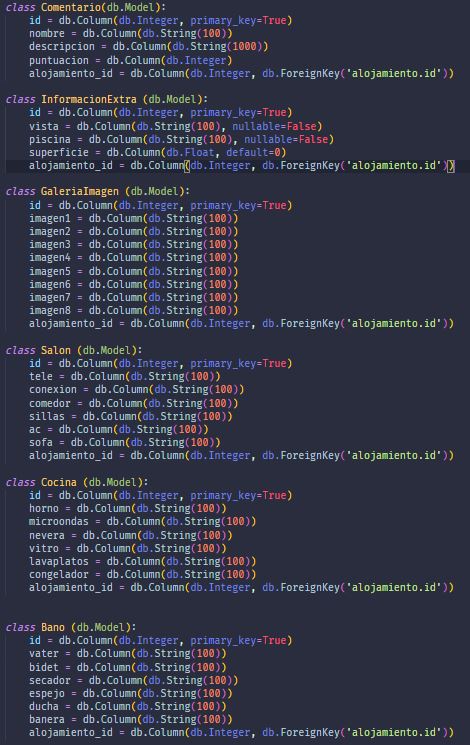 class Comentario(db.Model):
id = db.Column(db.Integer, primary_key=True)
nombre = db.Column(db.String(100))
descripcion = db.Column(db.String(1000))
puntuacion = db.Column(db.Integer)
alojamiento_id = db.Column(db.Integer, db.ForeignKey('alojamiento.id'))
class InformacionExtra (db.Model):
id = db.Column(db.Integer, primary_key=True)
vista = db.Column(db.String(100), nullable=False)
piscina = db.Column(db.String(100), nullable=False)
superficie = db.Column(db.Float, default=0)
alojamiento_id = db.Column(db.Integer, db.ForeignKey('alojamiento.id'))
class GaleriaImagen (db.Model):
id = db.Column(db.Integer, primary_key=True)
imagen1 = db.Column(db.String(100))
imagen2 = db.Column(db.String(100))
imagen3 = db.Column(db.String(100))
imagen4 = db.Column(db.String(100))
imagen5 = db.Column(db.String(100))
imagen6 = db.Column(db.String(100))
imagen7 = db.Column(db.String(100))
imagen8 = db.Column(db.String(100))
alojamiento_id = db.Column(db.Integer, db.ForeignKey('alojamiento.id'))
class Salon (db.Model):
id = db.Column(db.Integer, primary_key=True)
tele = db.Column(db.String(100))
conexion = db.Column(db.String(100))
comedor = db.Column(db.String(100))
sillas = db.Column(db.String(100))
ac = db.Column(db.String(100))
sofa = db.Column(db.String(100))
alojamiento_id = db.Column(db.Integer, db.ForeignKey('alojamiento.id'))
class Cocina (db.Model):
id = db.Column(db.Integer, primary_key=True)
horno = db.Column(db.String(100))
microondas = db.Column(db.String(100))
nevera = db.Column(db.String(100))
vitro = db.Column(db.String(100))
lavaplatos = db.Column(db.String(100))
congelador = db.Column(db.String(100))
alojamiento_id = db.Column(db.Integer, db.ForeignKey('alojamiento.id'))
class Bano (db.Model):
id = db.Column(db.Integer, primary_key=True)
vater = db.Column(db.String(100))
bidet = db.Column(db.String(100))
secador = db.Column(db.String(100))
espejo = db.Column(db.String(100))
ducha = db.Column(db.String(100))
banera = db.Column(db.String(100))
alojamiento_id = db.Column(db.Integer, db.ForeignKey('alojamiento.id'))